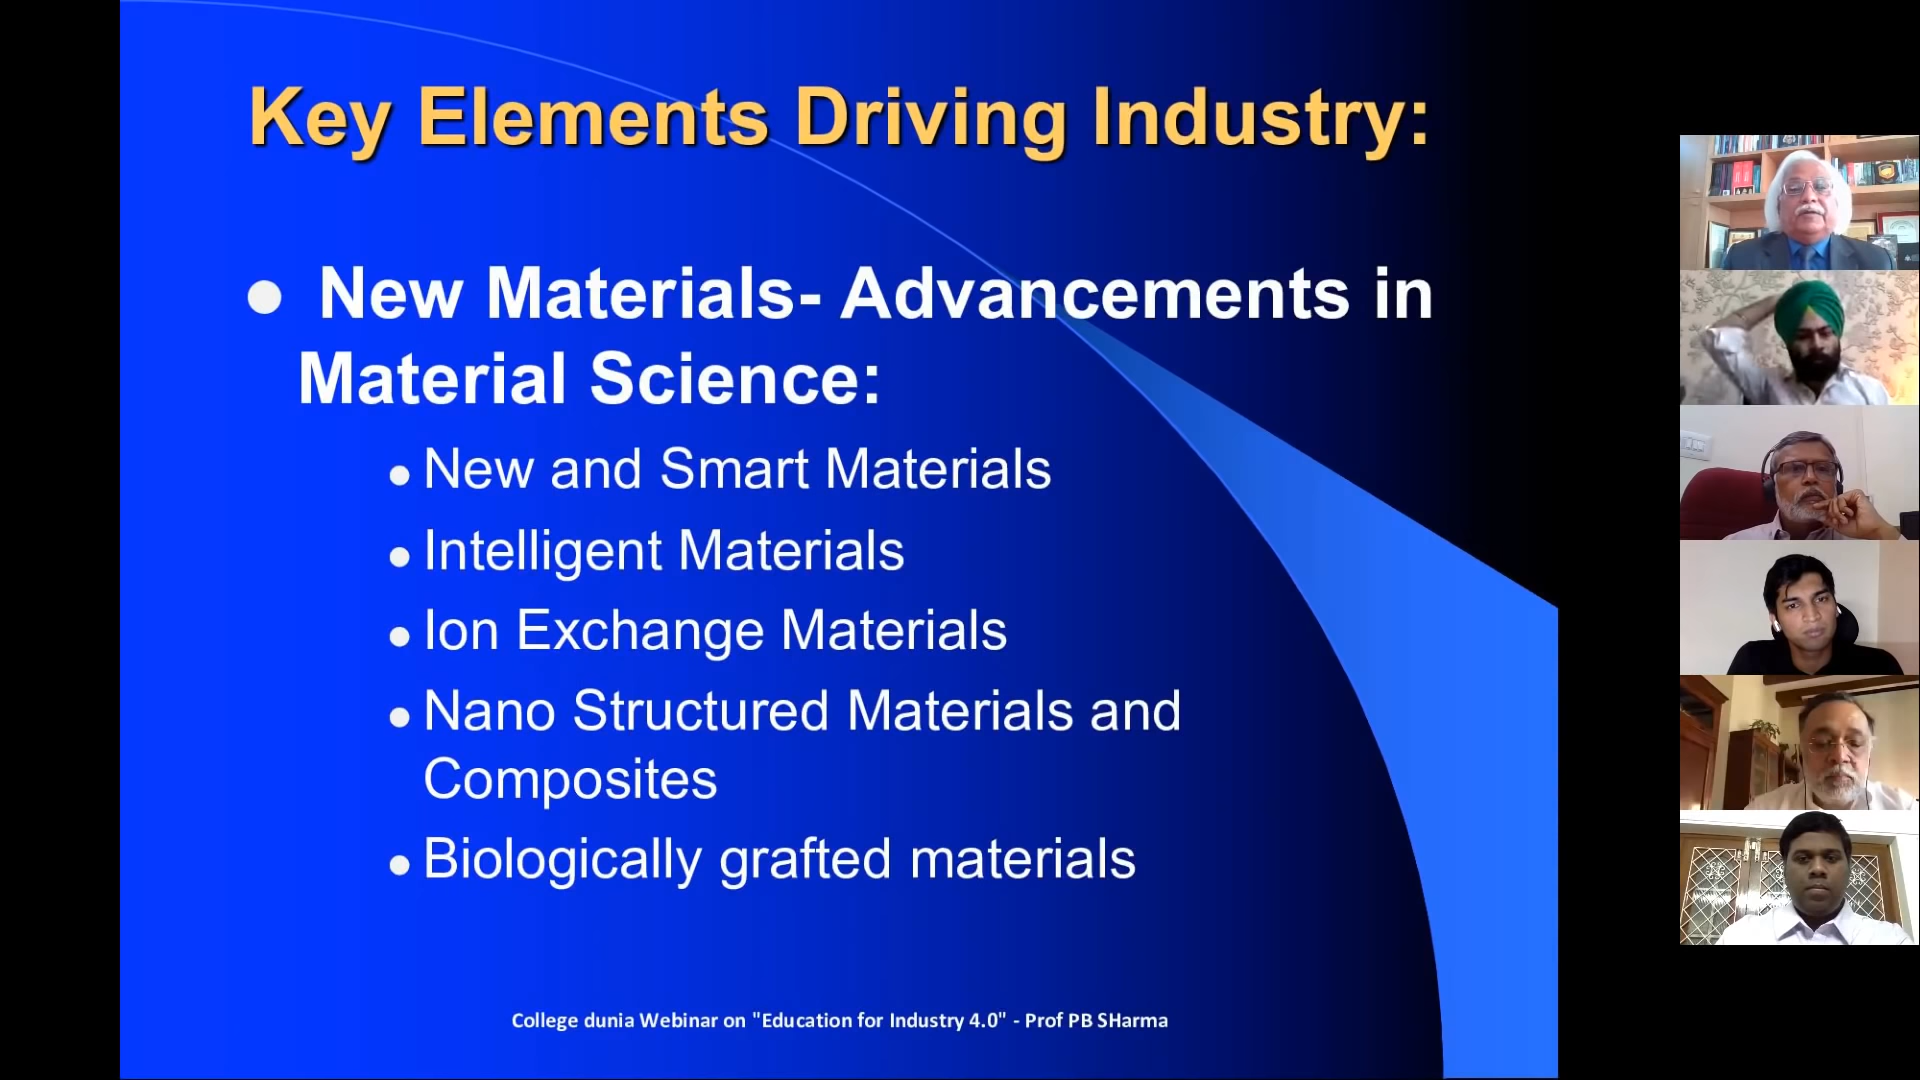 Key Elements Driving Industry:
● New Materials- Advancements in
Material Science:
● New and Smart Materials
● Intelligent Materials
● Ion Exchange Materials
● Nano Structured Materials and
Composites
● Biologically grafted materials
College dunia Webinar on "Education for Industry 4.0" - Prof PB SHarma